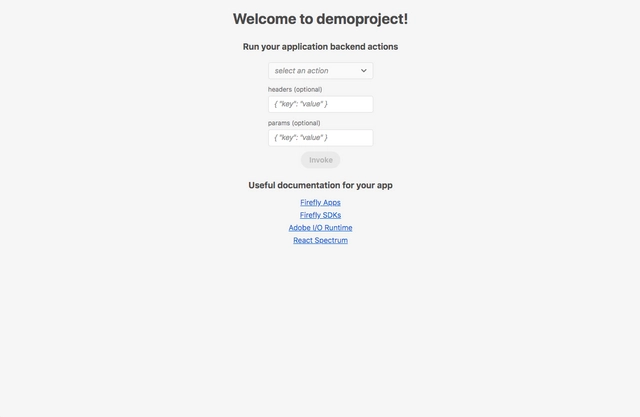 Welcome to demoproject!
Run your application backend actions
select an action
headers (optional)
{ "key": "value" }
params (optional)
{ "key": "value" }
Invoke
Useful documentation for your app
Firefly Apps
Firefly SDKs
Adobe I/O Runtime
React Spectrum